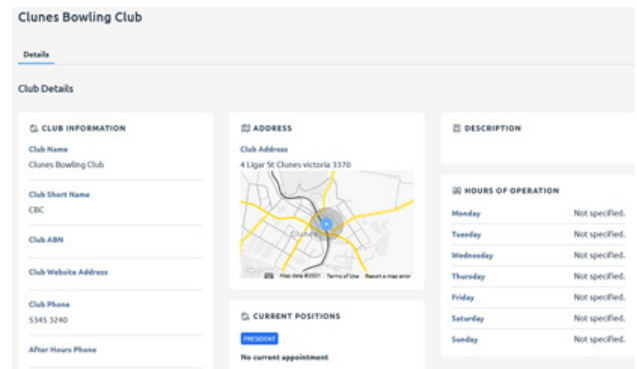 Clunes Bowling Club
Details
Club Details
CLUB INFORMATION
Club Name
Clunes Bowling Club
Club Short Name
CBC
Club ABN
Club Website Address
Club Phone
5345 3240
After Hours Phone
ADDRESS
Club Address
4 Ligar St Clunes victoria 3370
Clunes
Map data ©2021 Terms of Use Report a map error
CURRENT POSITIONS
PRESIDENT
No current appointment
DESCRIPTION
HOURS OF OPERATION
Monday Not specified.
Tuesday Not specified.
Wednesday Not specified.
Thursday Not specified.
Friday Not specified.
Saturday Not specified.
Sunday Not specified.